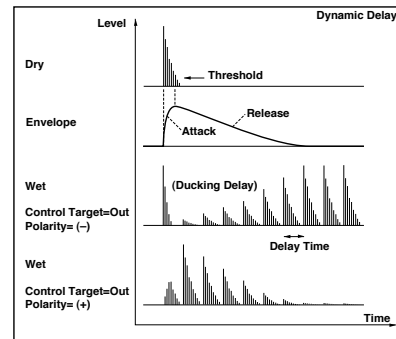 Dynamic Delay
Level
Dry
Threshold
Envelope
Release
Attack
Wet
(Ducking Delay)
Control Target=Out
Polarity= (–)
Delay Time
Wet
Control Target=Out
Polarity= (+)
Time